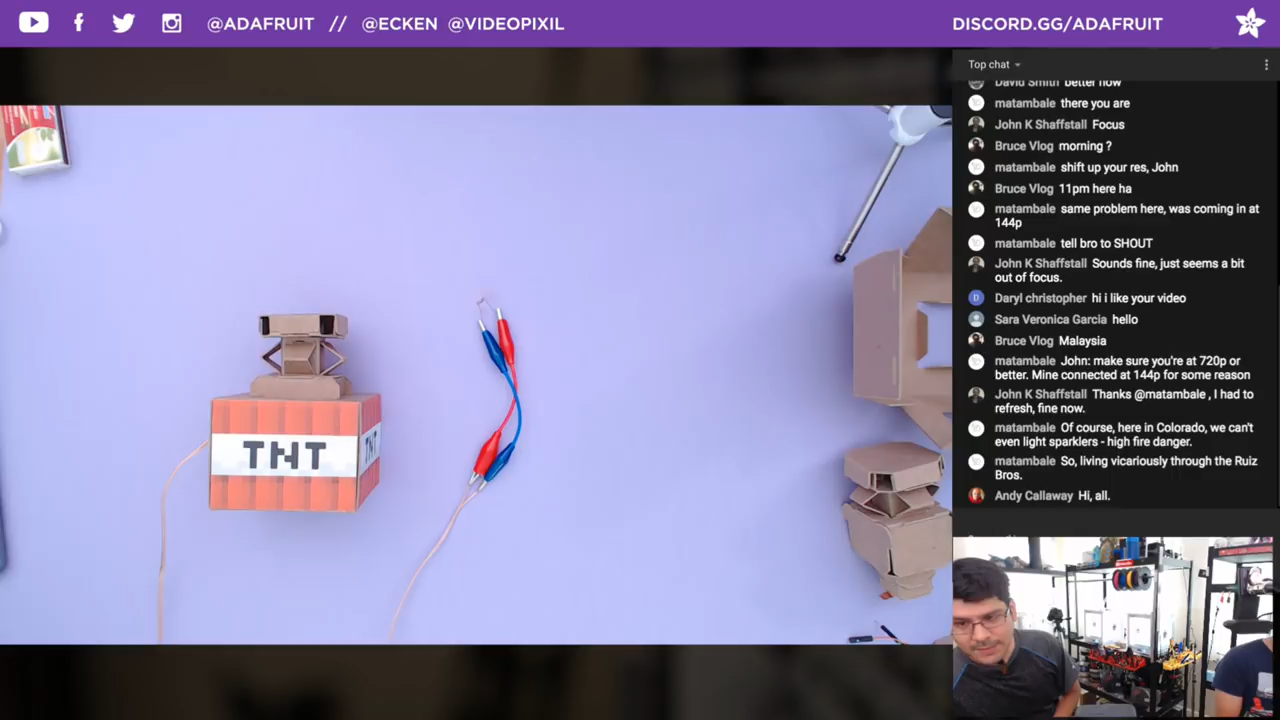 @ADAFRUIT // @ECKEN @VIDEOPIXIL
DISCORD.GG/ADAFRUIT
Top chat
David Smith better now
matambale there you are
John K Shaffstall Focus
Bruce Vlog morning ?
matambale shift up your res, John
Bruce Vlog 11pm here ha
matambale same problem here, was coming in at
144p
matambale tell bro to SHOUT
John K Shaffstall Sounds fine, just seems a bit
out of focus.
D
Daryl christopher hi i like your video
Sara Veronica Garcia hello
Bruce Vlog Malaysia
matambale John: make sure you're at 720p or
better. Mine connected at 144p for some reason
John K Shaffstall Thanks @matambale , I had to
refresh, fine now.
matambale Of course, here in Colorado, we can't
even light sparklers - high fire danger.
matambale So, living vicariously through the Ruiz
Bros.
Andy Callaway Hi, all.
TNT
TNT